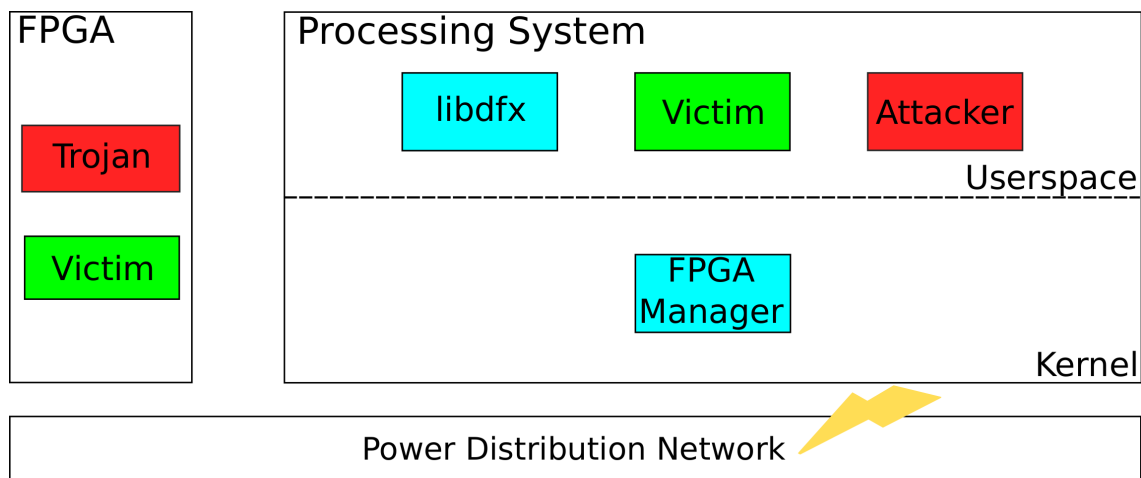 FPGA
Processing System
libdfx
Victim
Attacker
Trojan
Userspace
Victim
FPGA
Manager
Kernel
Power Distribution Network